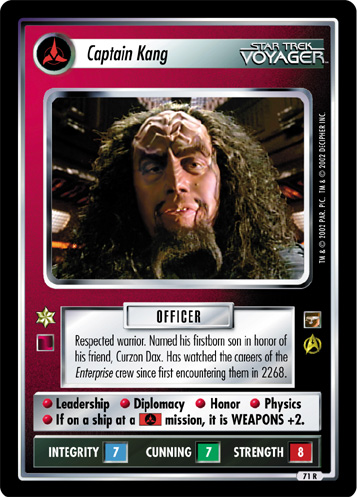 Captain Kang
STAR TREK
VOYAGER™
TM & © 2002 PAR. PIC. TM & © 2002 DECIPHER INC.
OFFICER
Respected warrior. Named his firstborn son in honor of
his friend, Curzon Dax. Has watched the careers of the
Enterprise crew since first encountering them in 2268.
• Leadership • Diplomacy • Honor • Physics
• If on a ship at a mission, it is WEAPONS +2.
INTEGRITY 7 CUNNING 7 STRENGTH 8
71 R